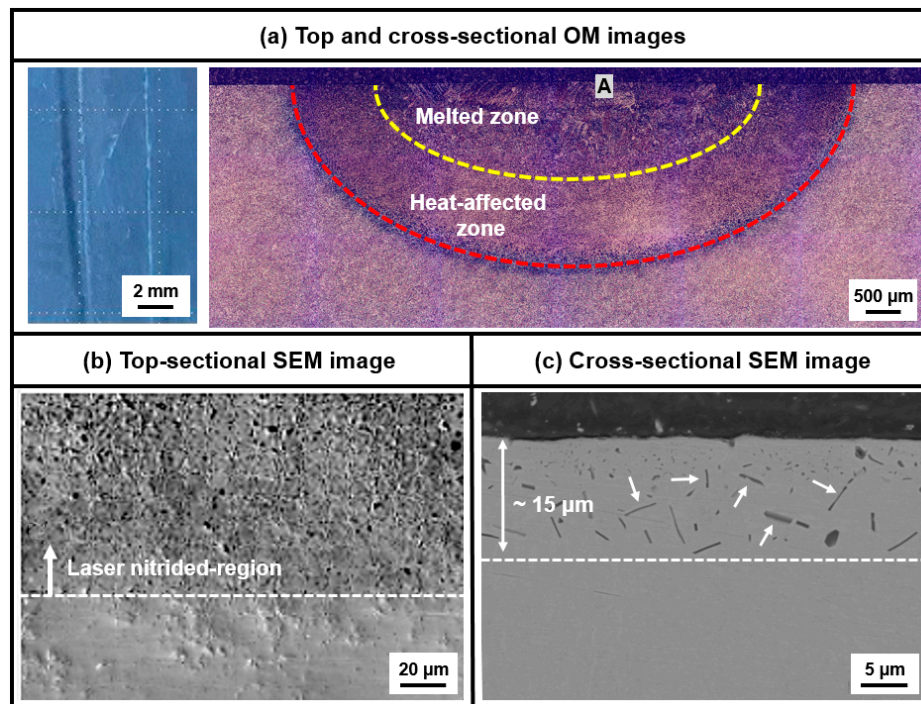 (a) Top and cross-sectional OM images
A
Melted zone
Heat-affected
zone
2 mm
500 µm
(b) Top-sectional SEM image
(c) Cross-sectional SEM image
Laser nitrided-region
20 µm
~ 15 µm
5 µm